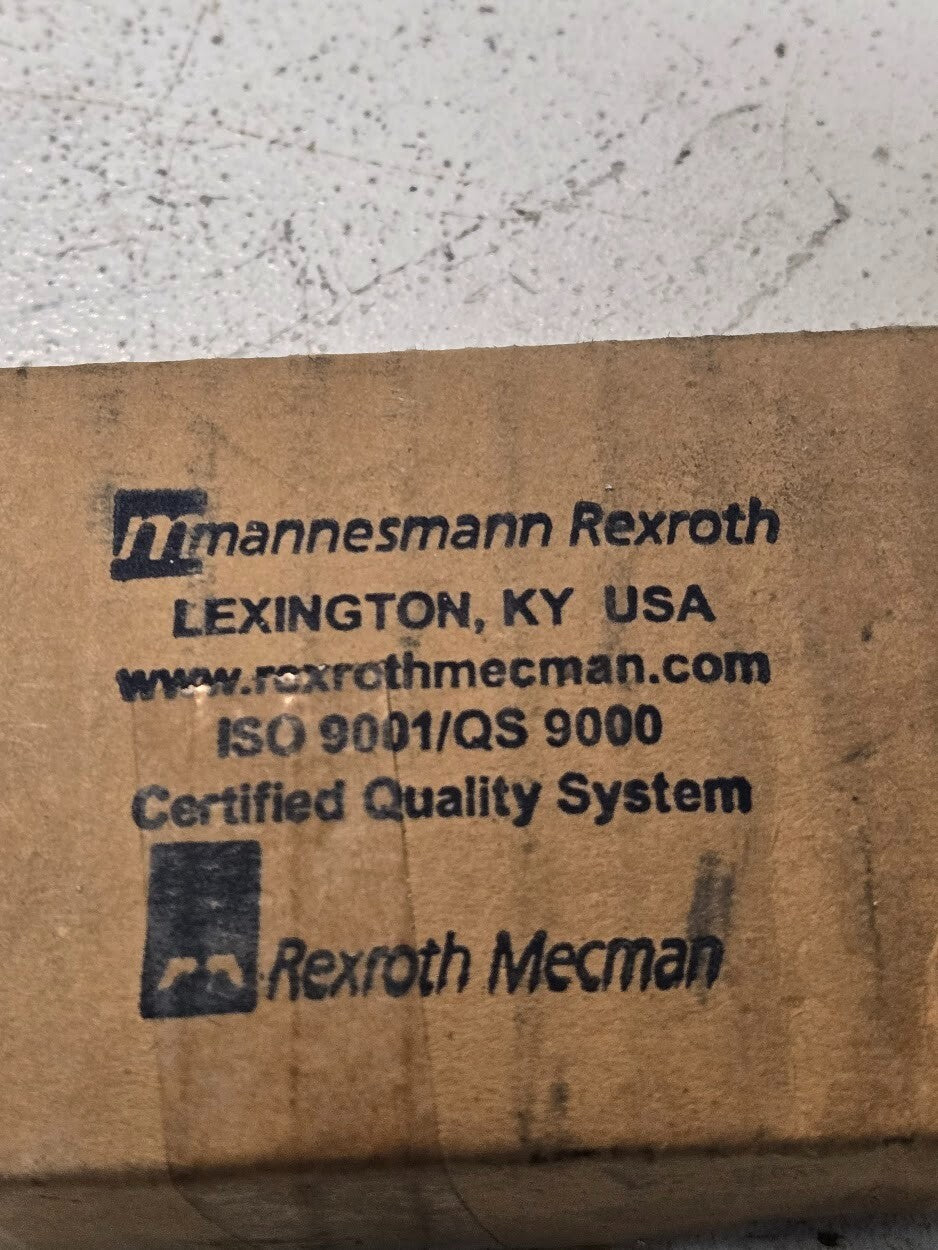 m mannesmann Rexroth
LEXINGTON, KY USA
www.rexrothmecman.com
ISO 9001/QS 9000
Certified Quality System
Rexroth Mecman